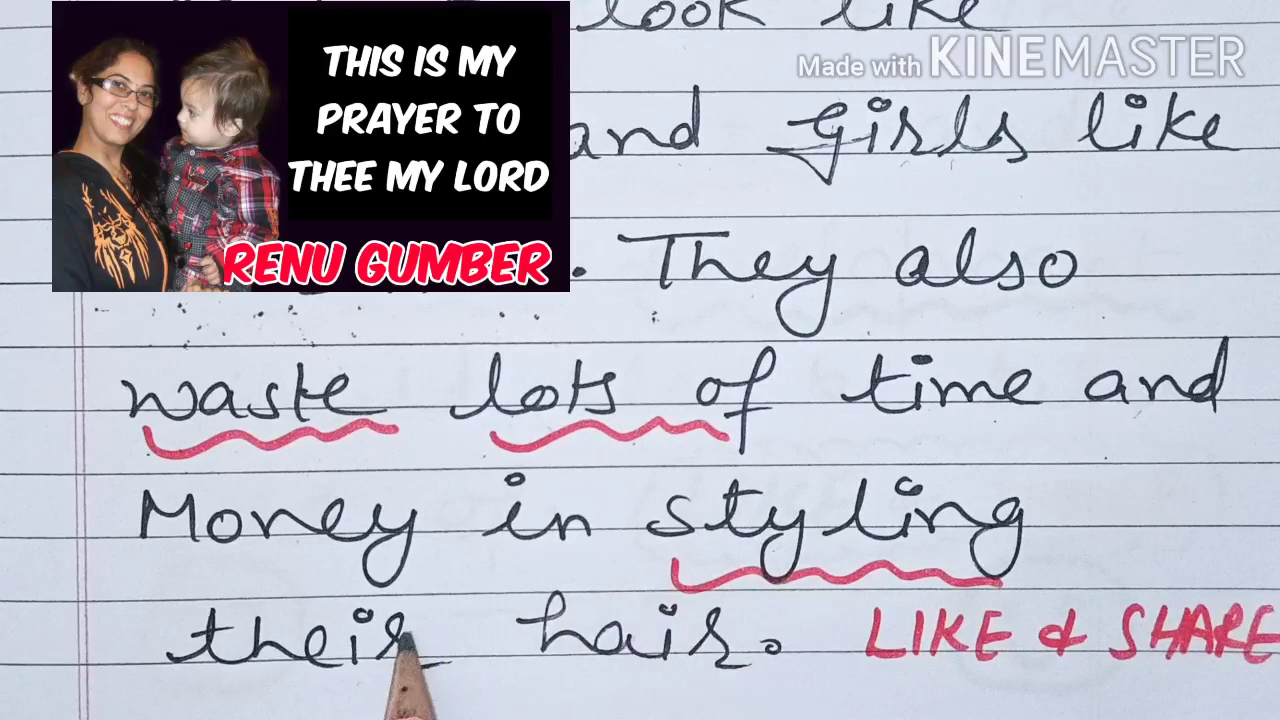 look like
Made with KINEMASTER
THIS IS MY
PRAYER TO
THEE MY LORD
RENU GUMBER
and Girls like
. They also
waste lots of time and
Money in styling
their hair.
LIKE & SHARE